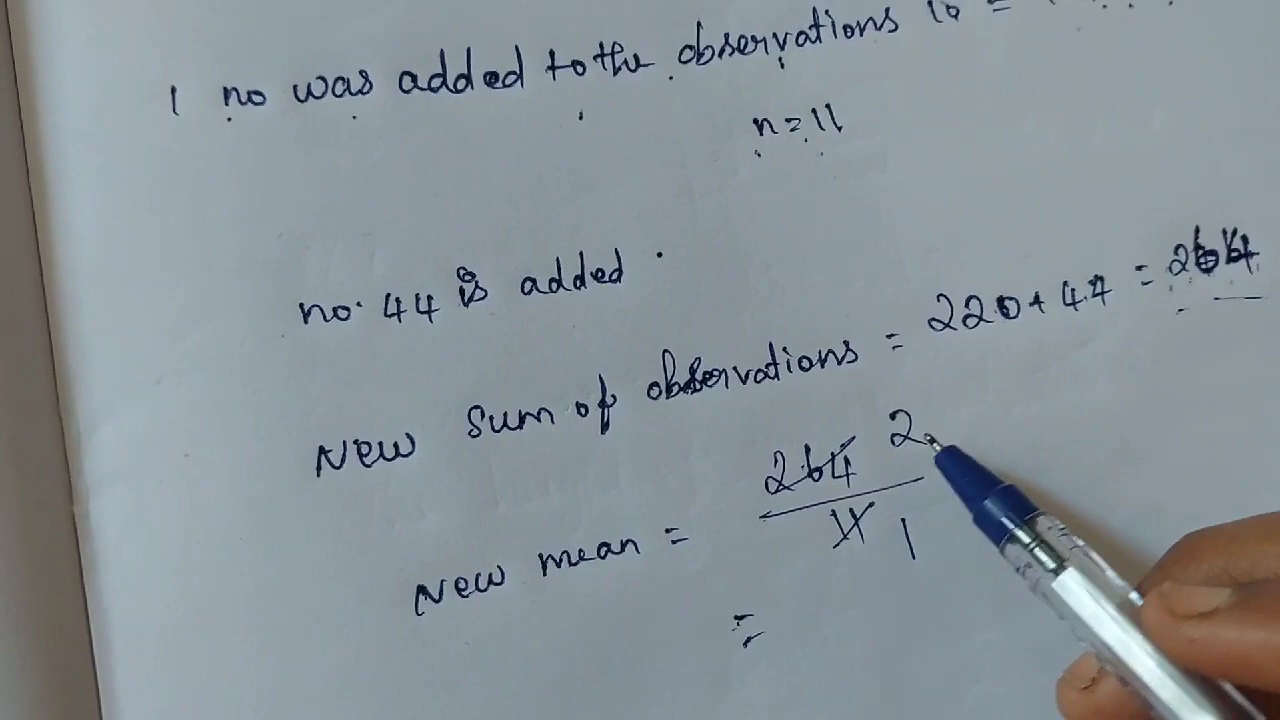 1 no was added to the observations 10 =
n = 11
no. 44 is added.
New sum of observations = 220 + 44 = 264
New mean = 264 2
11 1
=